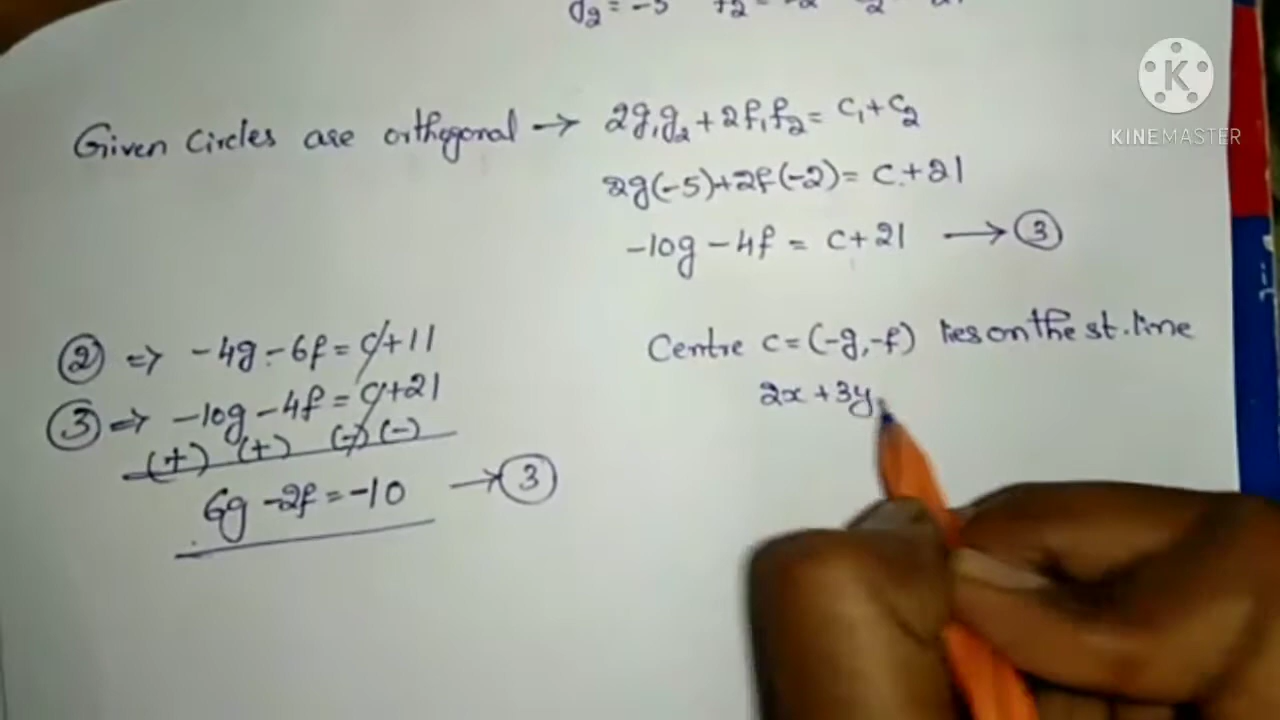 Given Circles are orthogonal → 2g₁g₂ + 2f₁f₂ = C₁ + C₂
2g(-5) + 2f(-2) = C + 21
-10g - 4f = C + 21 → ③
② ⇒ -4g - 6f = C + 11
③ ⇒ -10g - 4f = C + 21
(+) (+) (-) (-)
6g - 2f = -10 → ③
Centre C = (-g, -f) lies on the st. line
2x + 3y
K
KINEMASTER